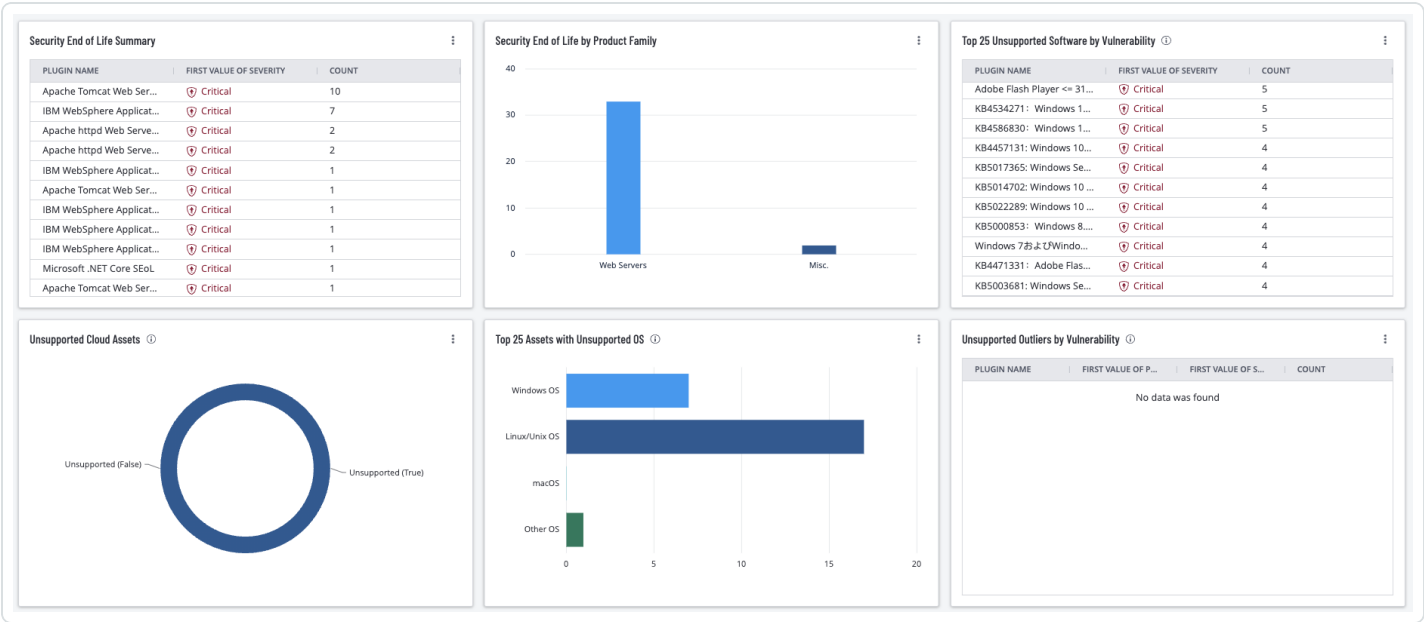 Security End of Life Summary
PLUGIN NAME FIRST VALUE OF SEVERITY COUNT
Apache Tomcat Web Ser... Critical 10
IBM WebSphere Applicat... Critical 7
Apache httpd Web Serve... Critical 2
Apache httpd Web Serve... Critical 2
IBM WebSphere Applicat... Critical 1
Apache Tomcat Web Ser... Critical 1
IBM WebSphere Applicat... Critical 1
IBM WebSphere Applicat... Critical 1
IBM WebSphere Applicat... Critical 1
Microsoft .NET Core SEoL Critical 1
Apache Tomcat Web Ser... Critical 1
Security End of Life by Product Family
40
30
20
10
0
Web Servers Misc.
Top 25 Unsupported Software by Vulnerability
PLUGIN NAME FIRST VALUE OF SEVERITY COUNT
Adobe Flash Player <= 31... Critical 5
KB4534271：Windows 1... Critical 5
KB4586830：Windows 1... Critical 5
KB4457131: Windows 10... Critical 4
KB5017365: Windows Se... Critical 4
KB5014702: Windows 10 ... Critical 4
KB5022289: Windows 10 ... Critical 4
KB5000853：Windows 8.... Critical 4
Windows 7およびWindo... Critical 4
KB4471331：Adobe Flas... Critical 4
KB5003681: Windows Se... Critical 4
Unsupported Cloud Assets
Unsupported (False)
Unsupported (True)
Top 25 Assets with Unsupported OS
Windows OS
Linux/Unix OS
macOS
Other OS
0 5 10 15 20
Unsupported Outliers by Vulnerability
PLUGIN NAME FIRST VALUE OF P... FIRST VALUE OF S... COUNT
No data was found